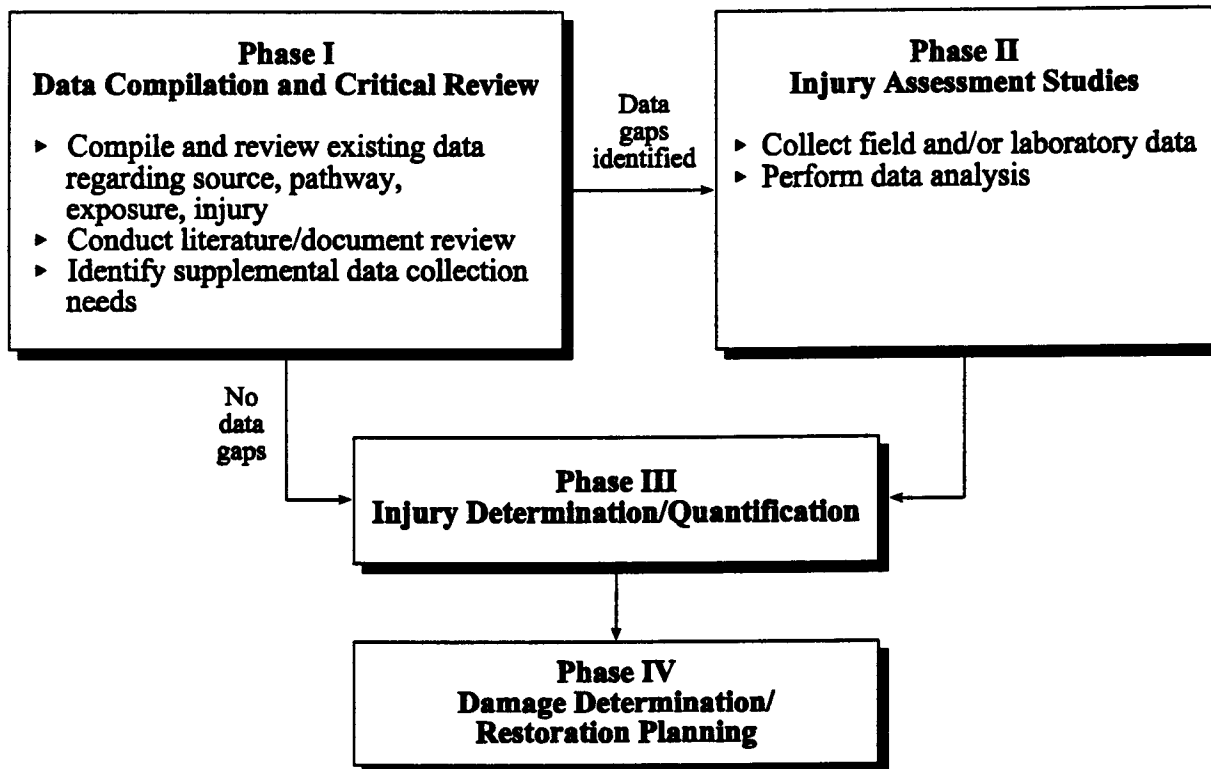 Phase I
Data Compilation and Critical Review
▸ Compile and review existing data
regarding source, pathway,
exposure, injury
▸ Conduct literature/document review
▸ Identify supplemental data collection
needs
Data
gaps
identified
Phase II
Injury Assessment Studies
▸ Collect field and/or laboratory data
▸ Perform data analysis
No
data
gaps
Phase III
Injury Determination/Quantification
Phase IV
Damage Determination/
Restoration Planning